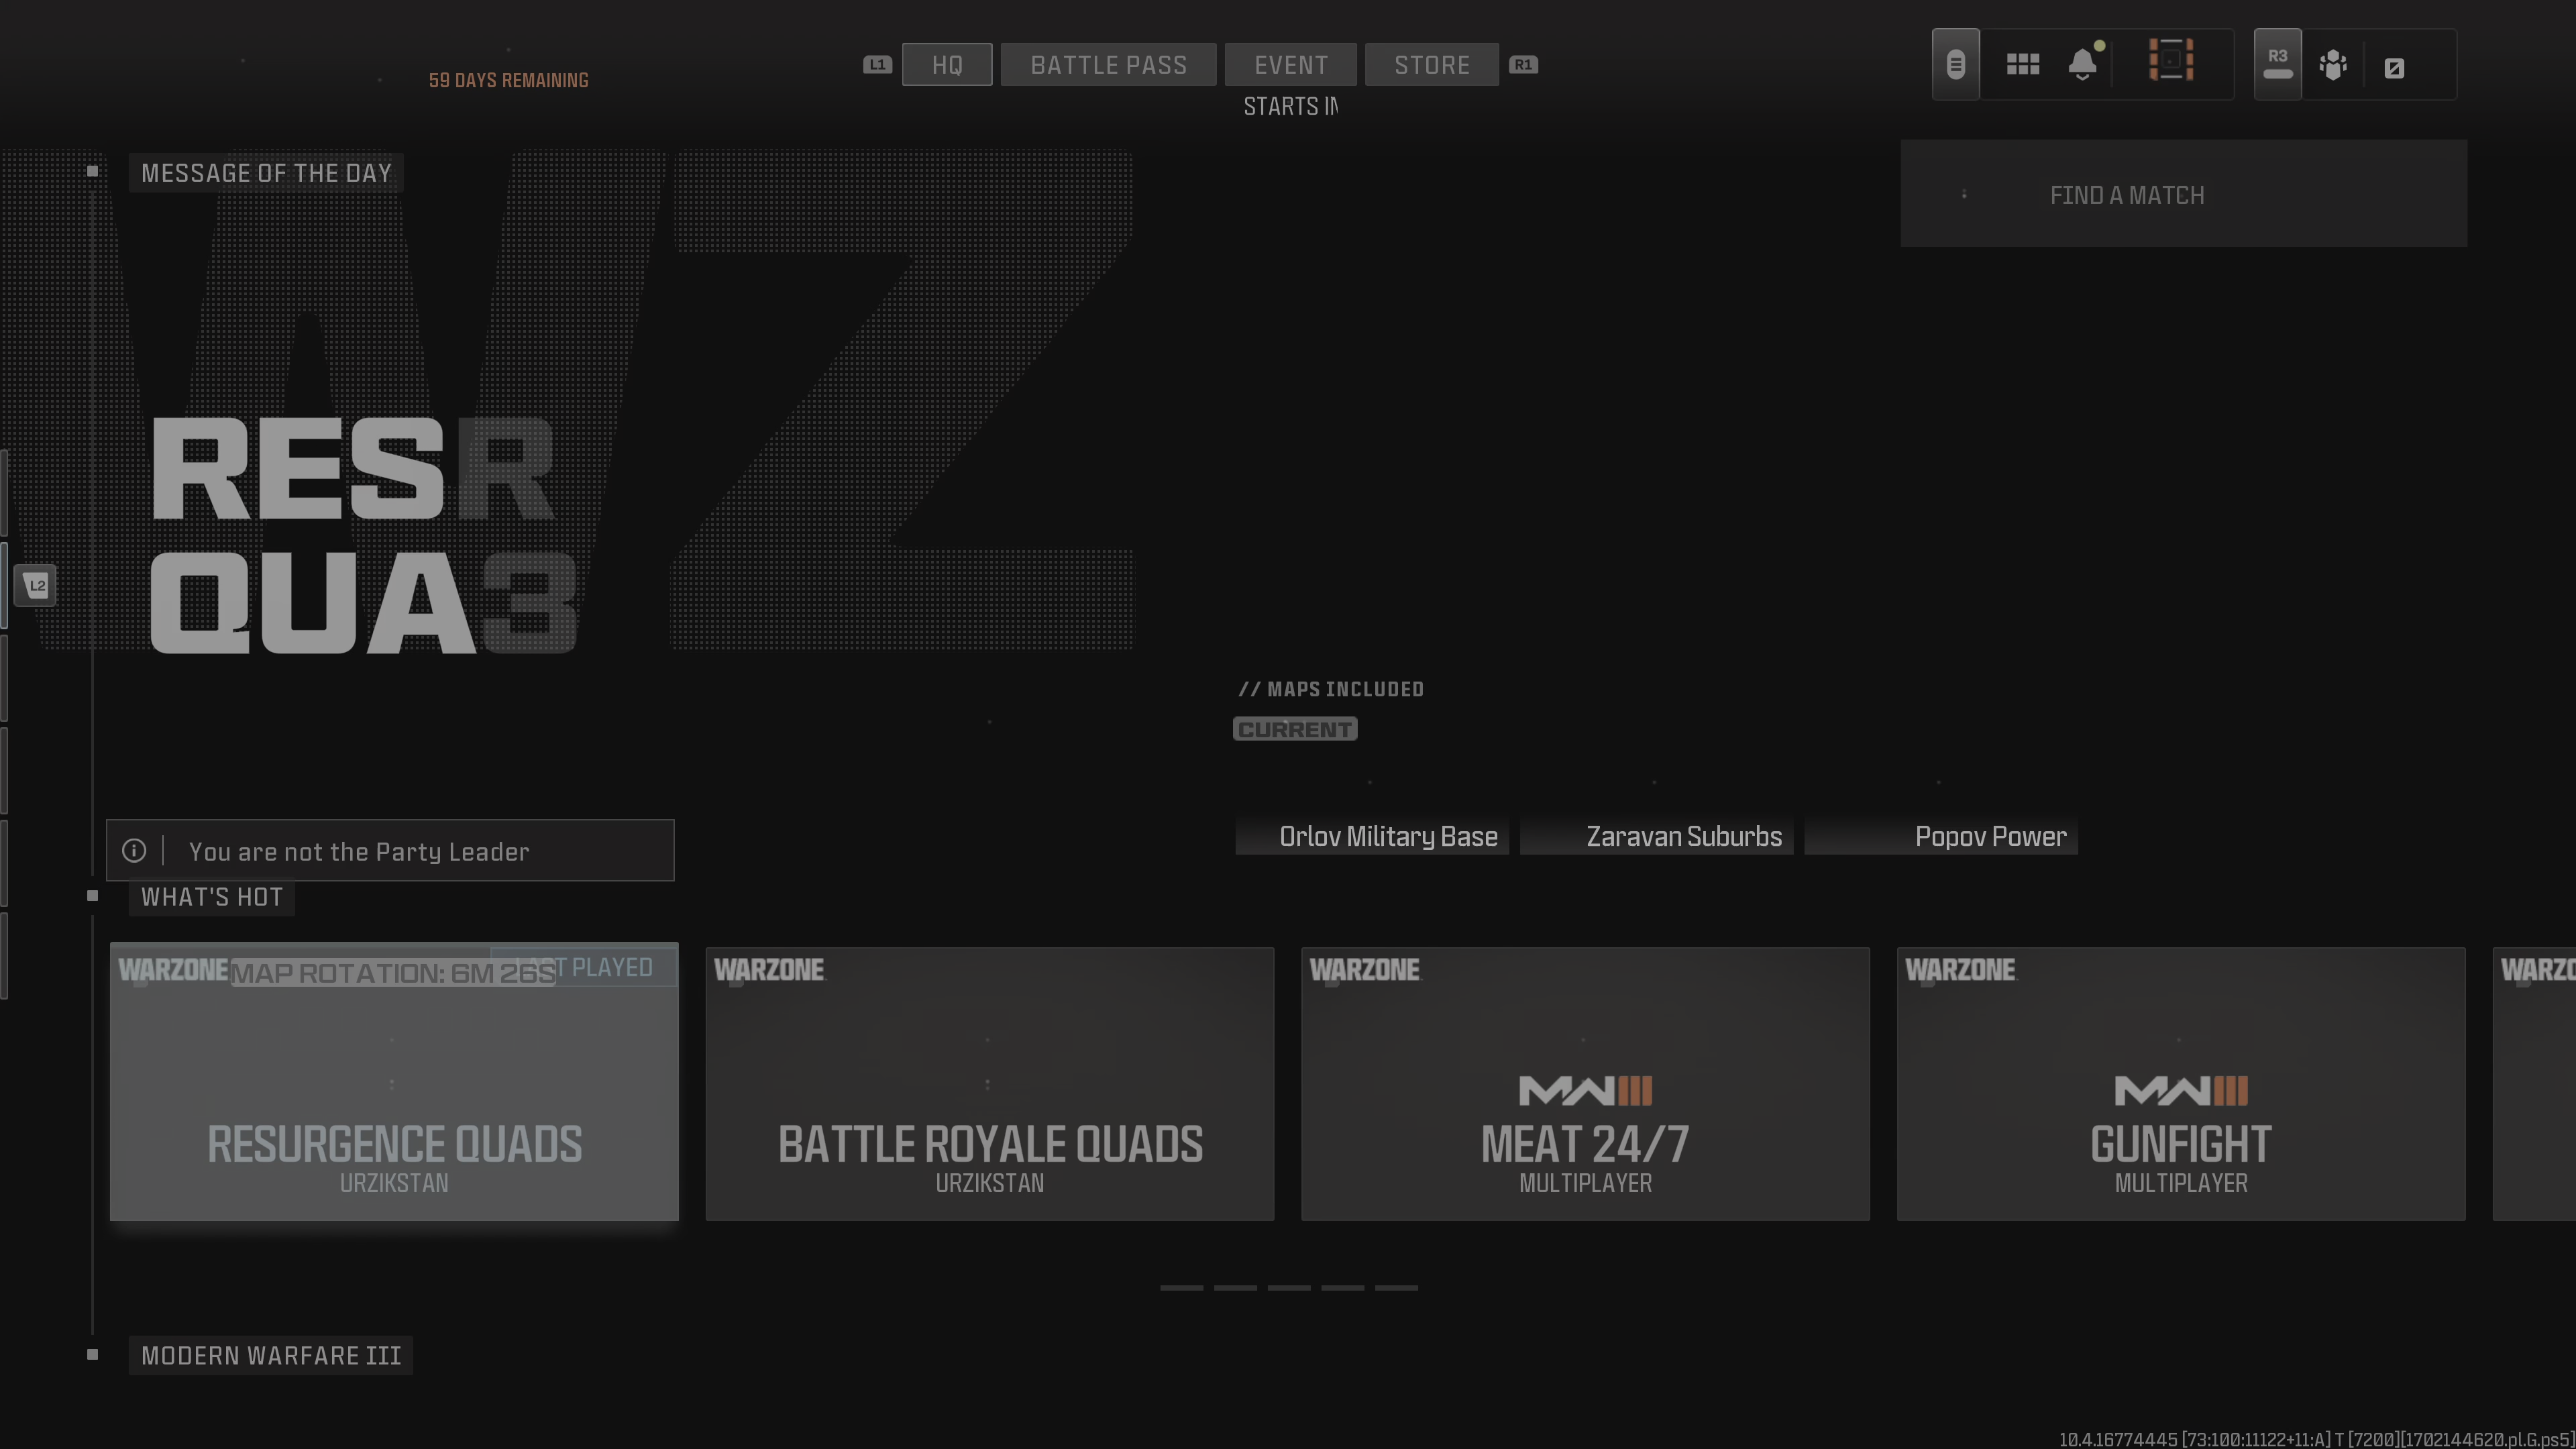 59 DAYS REMAINING
L1 HQ BATTLE PASS EVENT STORE R1
STARTS IN
R3
0
MESSAGE OF THE DAY
FIND A MATCH
RESR
QUA3
L2
// MAPS INCLUDED
CURRENT
Orlov Military Base Zaravan Suburbs Popov Power
You are not the Party Leader
WHAT'S HOT
WARZONE MAP ROTATION: 6M 26S LAST PLAYED
RESURGENCE QUADS
URZIKSTAN
WARZONE
BATTLE ROYALE QUADS
URZIKSTAN
WARZONE
MWIII
MEAT 24/7
MULTIPLAYER
WARZONE
MWIII
GUNFIGHT
MULTIPLAYER
WARZO
MODERN WARFARE III
10.4.16774445 [73:100:11122+11:A] T [7200][1702144620.pl.G.ps5]